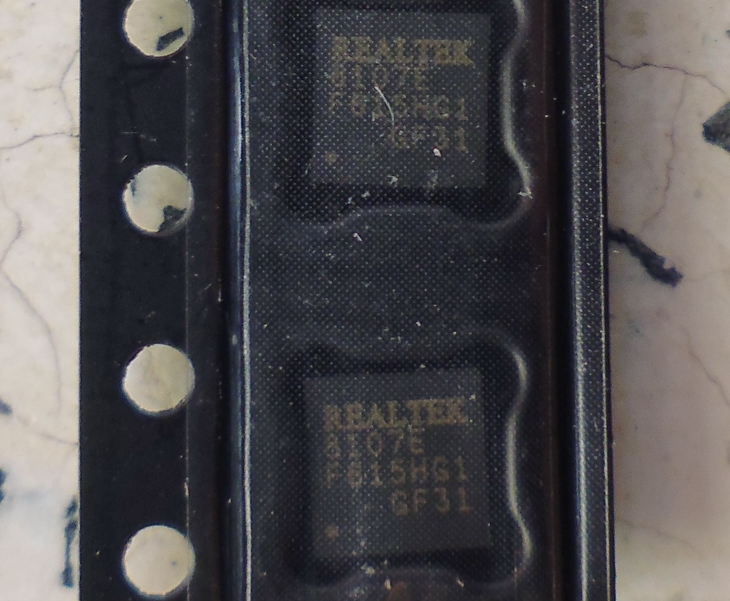 REALTEK
8107E
F615HG1
GF31
REALTEK
8107E
F615HG1
GF31